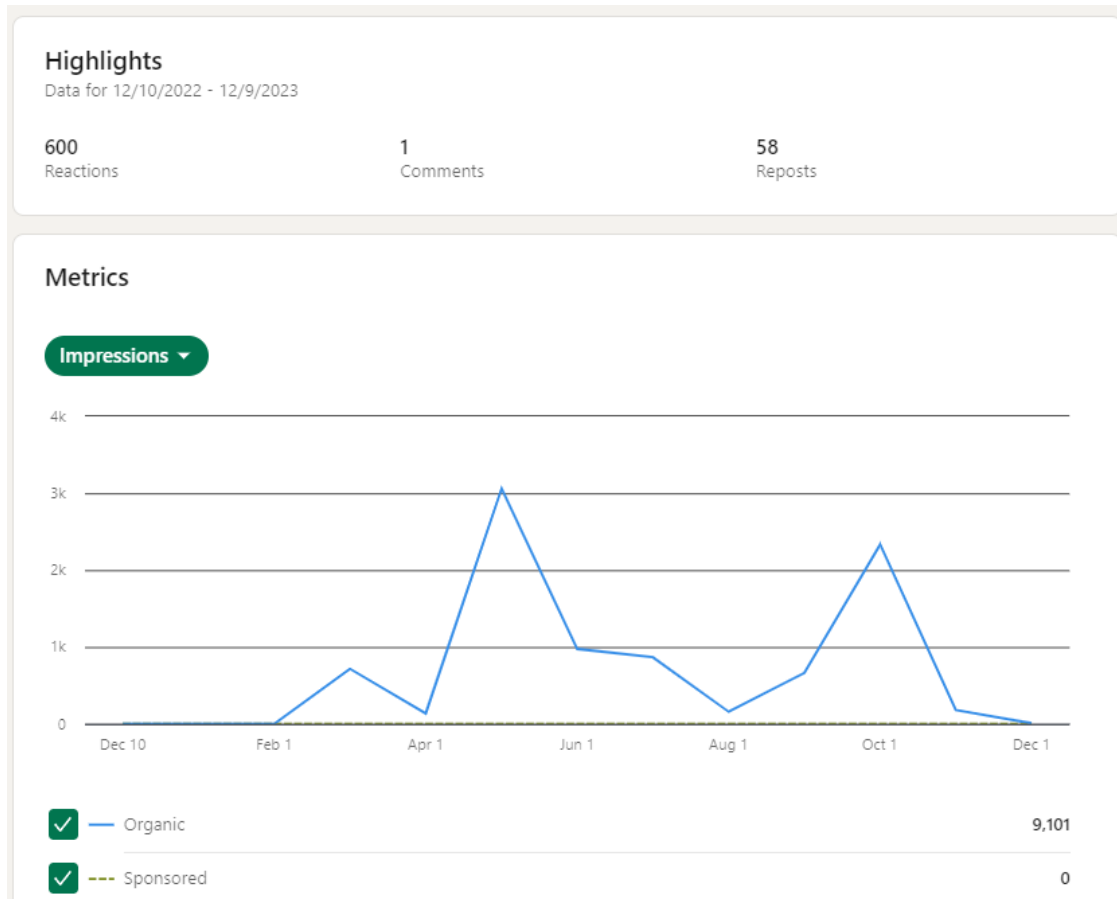 Highlights
Data for 12/10/2022 - 12/9/2023
600 1 58
Reactions Comments Reposts
Metrics
Impressions
4k
3k
2k
1k
0
Dec 10 Feb 1 Apr 1 Jun 1 Aug 1 Oct 1 Dec 1
Organic 9,101
Sponsored 0